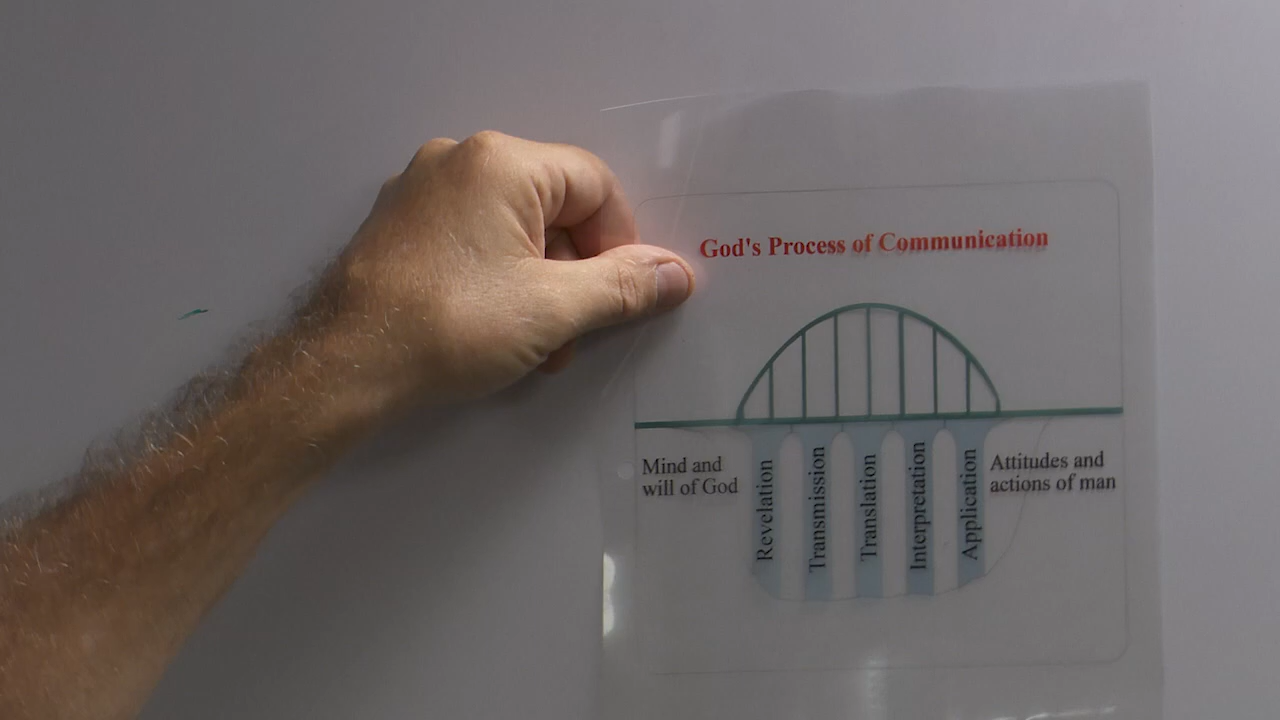 God's Process of Communication
Mind and
will of God
Revelation
Transmission
Translation
Interpretation
Application
Attitudes and
actions of man